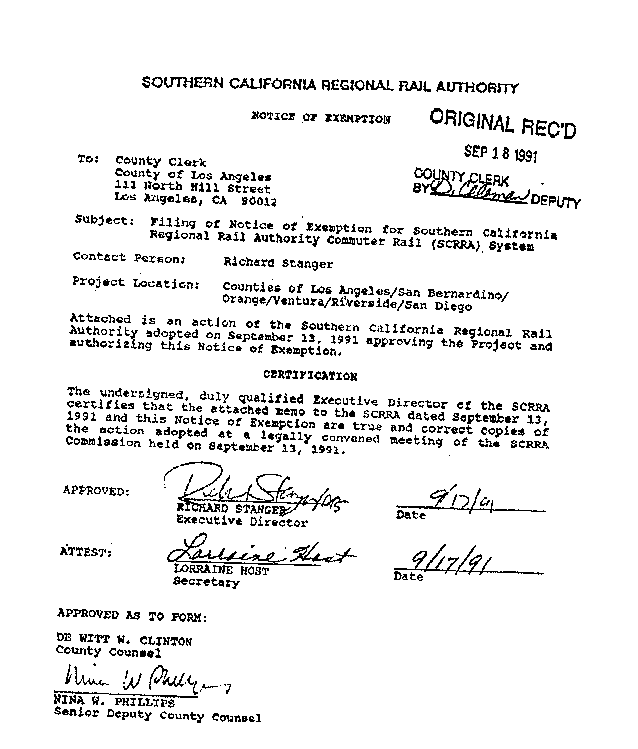 SOUTHERN CALIFORNIA REGIONAL RAIL AUTHORITY
NOTICE OF EXEMPTION
ORIGINAL REC'D
SEP 18 1991
COUNTY CLERK
BY D. Coleman DEPUTY
To: County Clerk
County of Los Angeles
111 North Hill Street
Los Angeles, CA 90012
Subject: Filing of Notice of Exemption for Southern California
Regional Rail Authority Commuter Rail (SCRRA) System
Contact Person: Richard Stanger
Project Location: Counties of Los Angeles/San Bernardino/
Orange/Ventura/Riverside/San Diego
Attached is an action of the Southern California Regional Rail
Authority adopted on September 13, 1991 approving the Project and
authorizing this Notice of Exemption.
CERTIFICATION
The undersigned, duly qualified Executive Director of the SCRRA
certifies that the attached memo to the SCRRA dated September 13,
1991 and this Notice of Exemption are true and correct copies of
the action adopted at a legally convened meeting of the SCRRA
Commission held on September 13, 1991.
APPROVED: Richard Stanger
9/17/91
RICHARD STANGER
Date
Executive Director
ATTEST: Lorraine Host
9/17/91
LORRAINE HOST
Date
Secretary
APPROVED AS TO FORM:
DE WITT W. CLINTON
County Counsel
Nina W Phillips
NINA W. PHILLIPS
Senior Deputy County Counsel